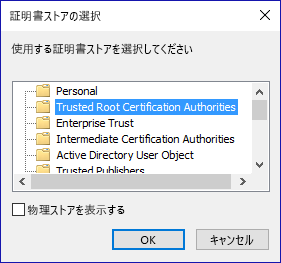 証明書ストアの選択
使用する証明書ストアを選択してください
Personal
Trusted Root Certification Authorities
Enterprise Trust
Intermediate Certification Authorities
Active Directory User Object
Trusted Publishers
物理ストアを表示する
OK
キャンセル